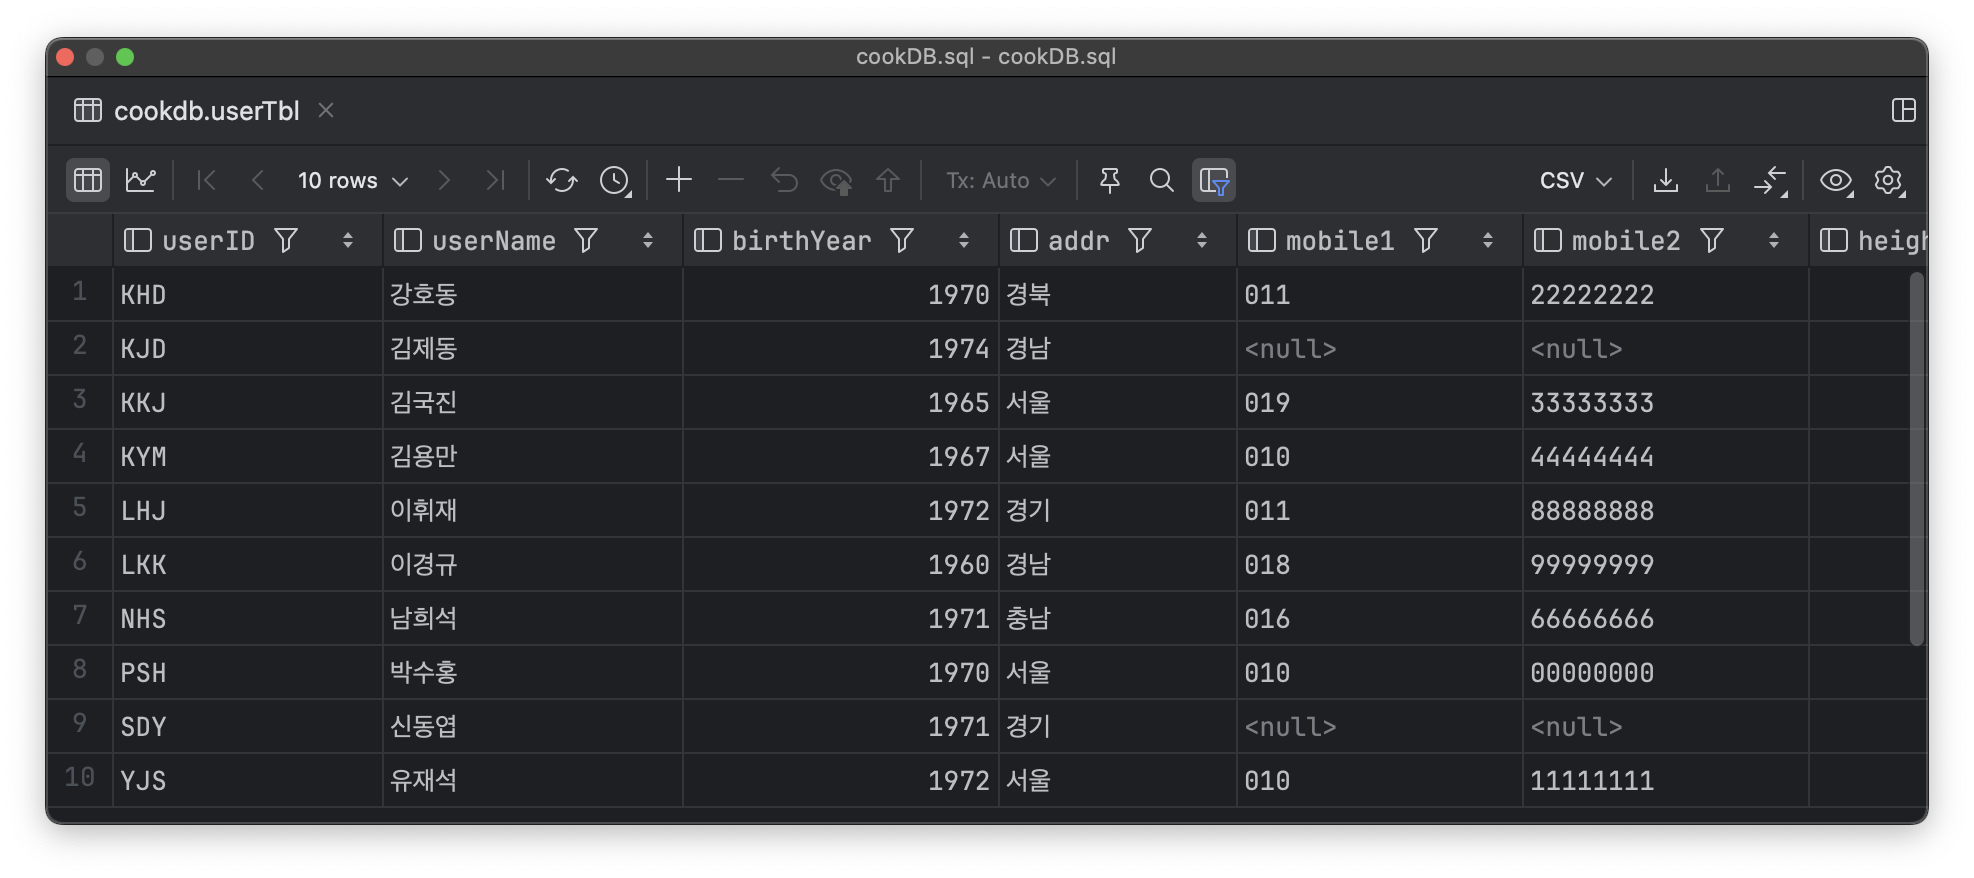 cookDB.sql - cookDB.sql
cookdb.userTbl
10 rows Tx: Auto CSV
userID userName birthYear addr mobile1 mobile2 heigh
1 KHD 강호동 1970 경북 011 22222222
2 KJD 김제동 1974 경남 <null> <null>
3 KKJ 김국진 1965 서울 019 33333333
4 KYM 김용만 1967 서울 010 44444444
5 LHJ 이휘재 1972 경기 011 88888888
6 LKK 이경규 1960 경남 018 99999999
7 NHS 남희석 1971 충남 016 66666666
8 PSH 박수홍 1970 서울 010 00000000
9 SDY 신동엽 1971 경기 <null> <null>
10 YJS 유재석 1972 서울 010 11111111